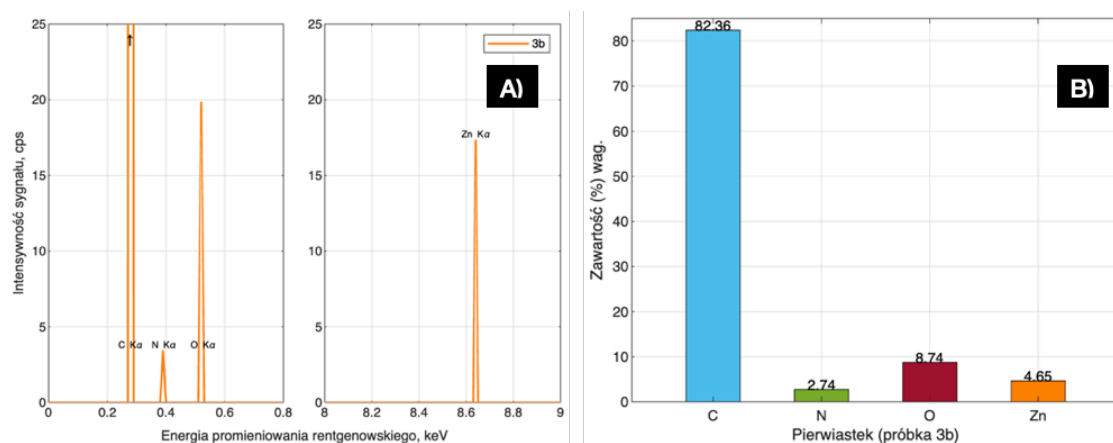 25
20
15
10
5
0
Intensywność sygnału, cps
↑
C Kα
N Kα
O Kα
0
0.2
0.4
0.6
0.8
25
20
15
10
5
0
3b
A)
Zn Kα
8
8.2
8.4
8.6
8.8
9
Energia promieniowania rentgenowskiego, keV
B)
80
70
60
50
40
30
20
10
0
Zawartość (%) wag.
82.36
2.74
8.74
4.65
C
N
O
Zn
Pierwiastek (próbka 3b)